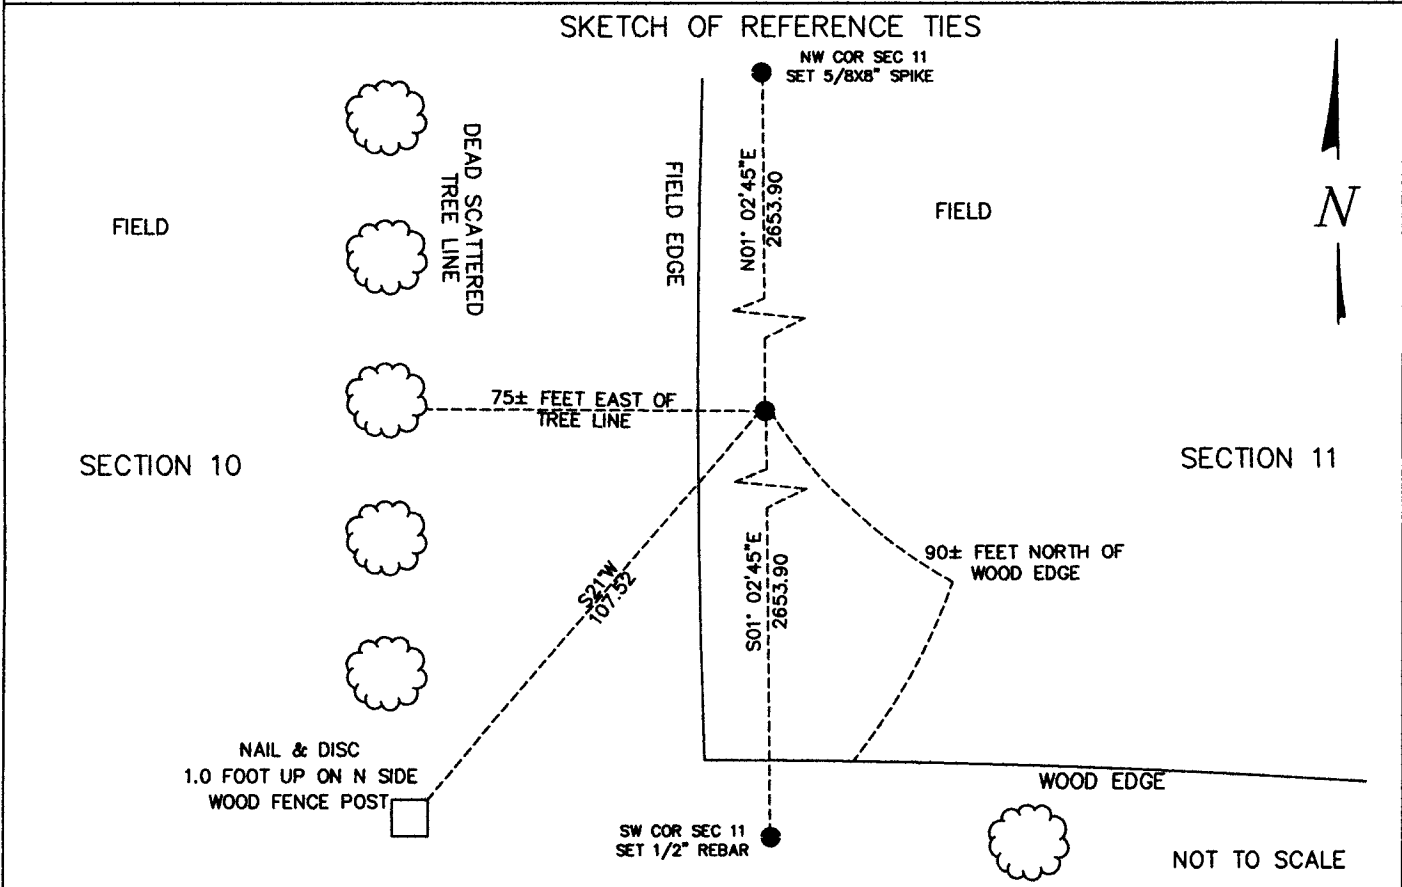 SKETCH OF REFERENCE TIES
NW COR SEC 11
SET 5/8X8" SPIKE
DEAD SCATTERED
TREE LINE
FIELD EDGE
N01° 02'45"E
2653.90
FIELD
FIELD
N
75± FEET EAST OF
TREE LINE
SECTION 10
SECTION 11
S21°W
107.52
S01° 02'45"E
2653.90
90± FEET NORTH OF
WOOD EDGE
NAIL & DISC
1.0 FOOT UP ON N SIDE
WOOD FENCE POST
WOOD EDGE
SW COR SEC 11
SET 1/2" REBAR
NOT TO SCALE